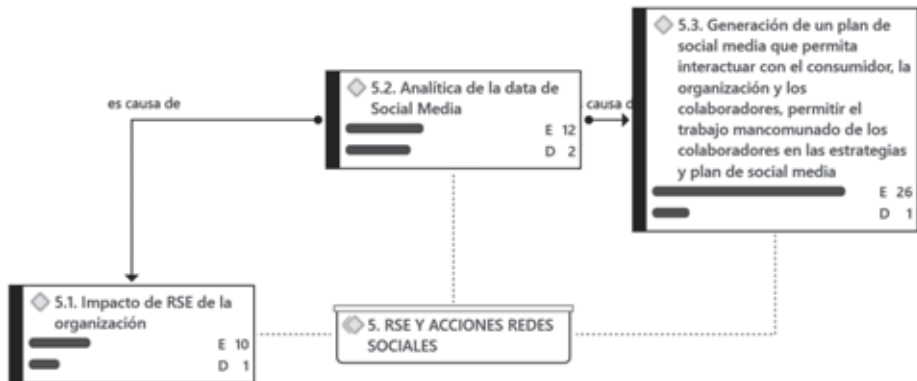 5.3. Generación de un plan de
social media que permita
interactuar con el consumidor, la
organización y los
colaboradores, permitir el
trabajo mancomunado de los
colaboradores en las estrategias
y plan de social media
E 26
D 1
5.2. Analítica de la data de
Social Media
E 12
D 2
es causa de
causa d
5.1. Impacto de RSE de la
organización
E 10
D 1
5. RSE Y ACCIONES REDES
SOCIALES